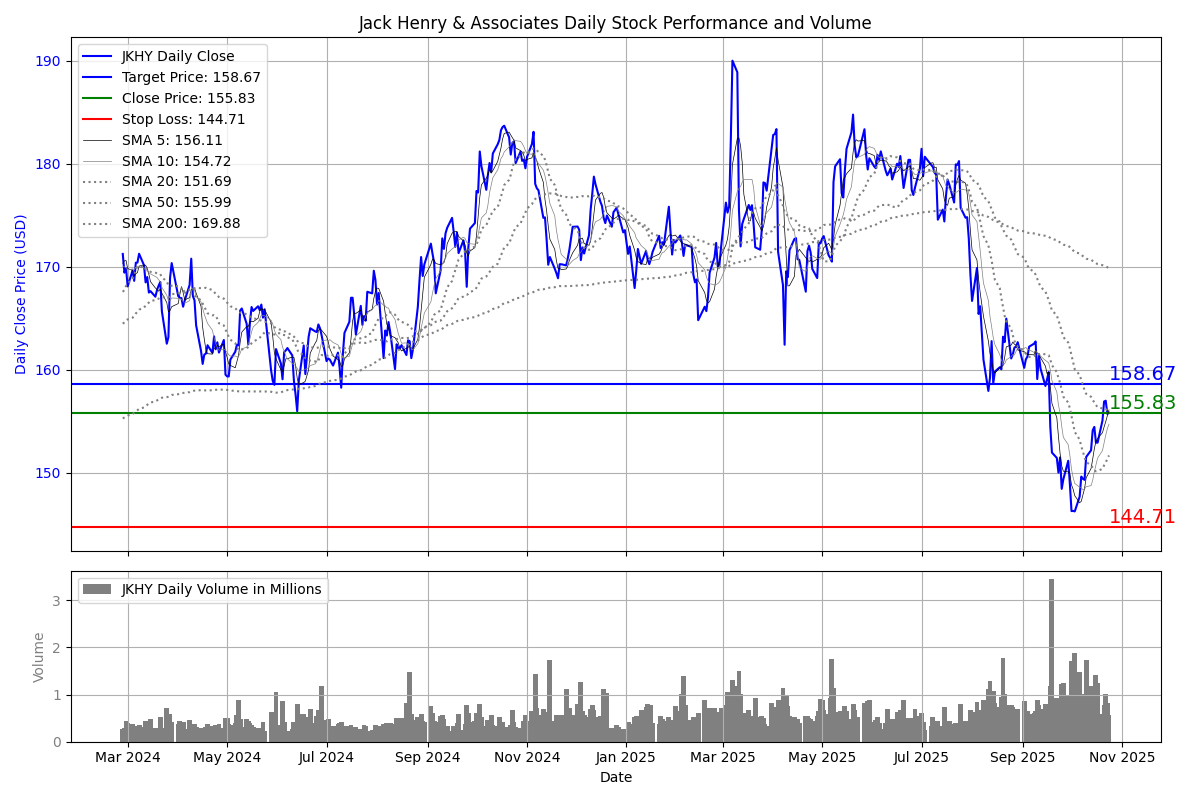 Jack Henry & Associates Daily Stock Performance and Volume
JKHY Daily Close
Target Price: 158.67
Close Price: 155.83
Stop Loss: 144.71
SMA 5: 156.11
SMA 10: 154.72
SMA 20: 151.69
SMA 50: 155.99
SMA 200: 169.88
Daily Close Price (USD)
190
180
170
160
150
158.67
155.83
144.71
JKHY Daily Volume in Millions
Volume
3
2
1
0
Mar 2024 May 2024 Jul 2024 Sep 2024 Nov 2024 Jan 2025 Mar 2025 May 2025 Jul 2025 Sep 2025 Nov 2025
Date